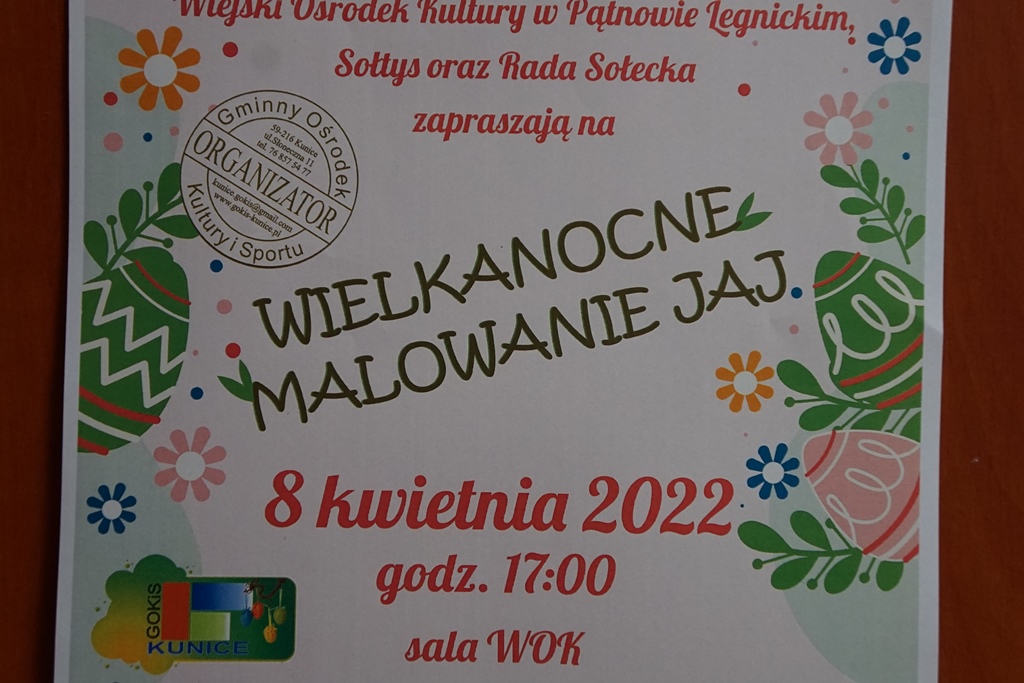 Wiejski Ośrodek Kultury w Pątnowie Legnickim,
Sołtys oraz Rada Sołecka
zapraszają na
Gminny Ośrodek
59-216 Kunice
ul.Słoneczna 11
tel. 76 857 54 77
ORGANIZATOR
kunice.gokis@gmail.com
www.gokis-kunice.pl
Kultury i Sportu
WIELKANOCNE
MALOWANIE JAJ
8 kwietnia 2022
godz. 17:00
sala WOK
GOKiS
KUNICE